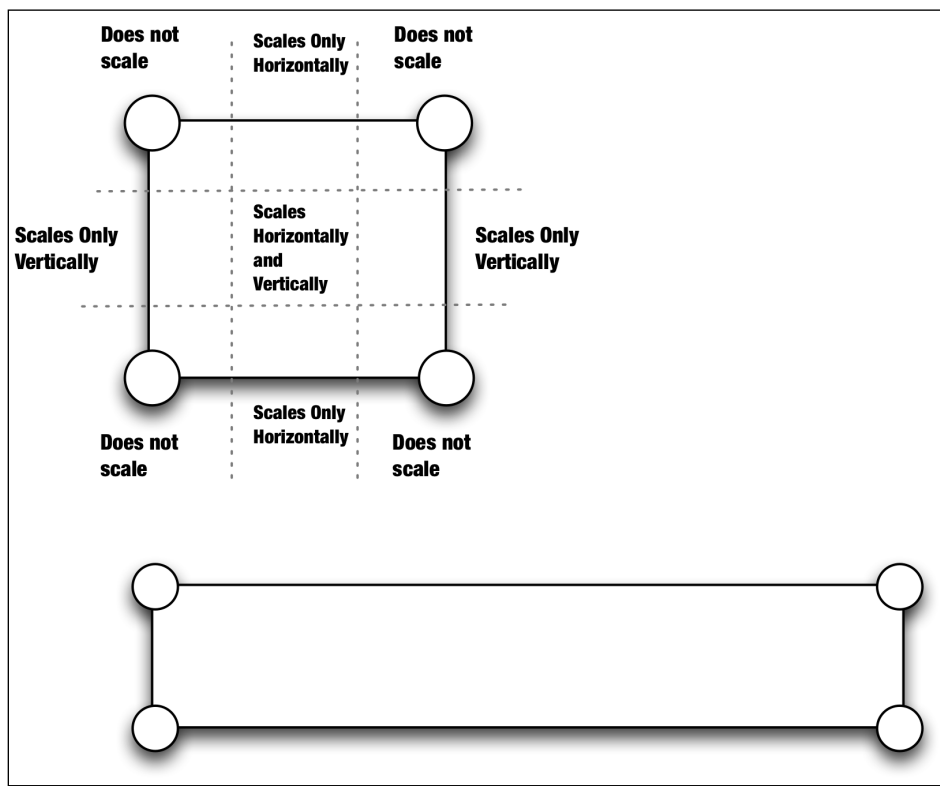 Does not
scale
Scales Only
Horizontally
Does not
scale
Scales Only
Vertically
Scales
Horizontally
and
Vertically
Scales Only
Vertically
Does not
scale
Scales Only
Horizontally
Does not
scale